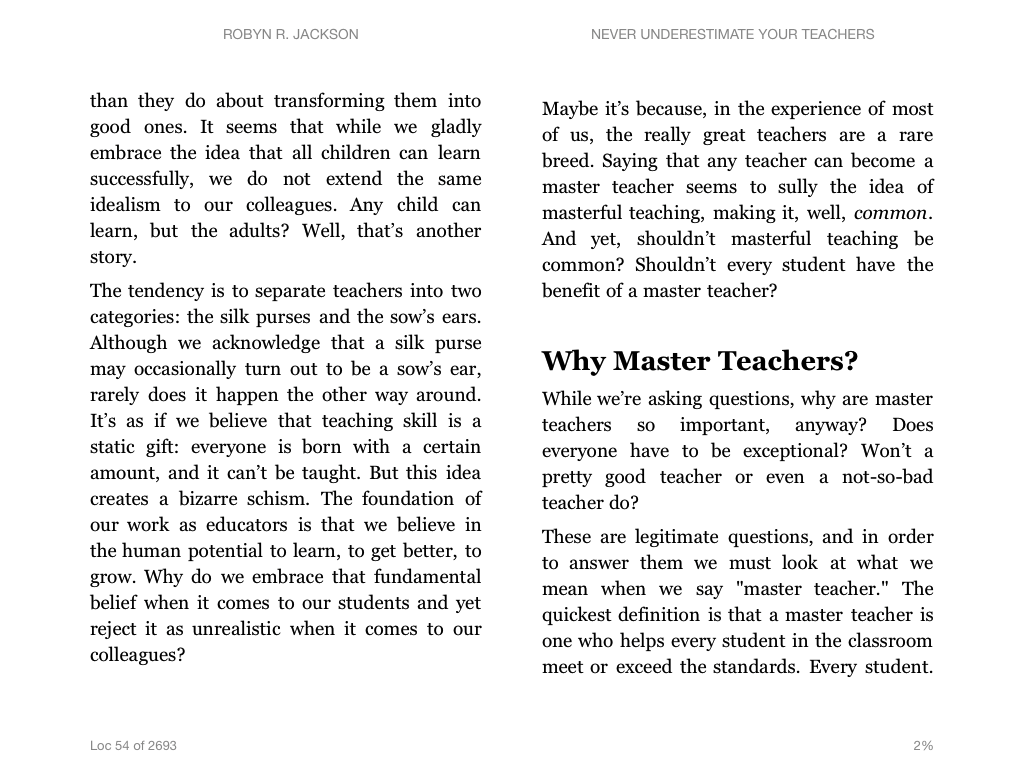 ROBYN R. JACKSON
NEVER UNDERESTIMATE YOUR TEACHERS
than they do about transforming them into
good ones. It seems that while we gladly
embrace the idea that all children can learn
successfully, we do not extend the same
idealism to our colleagues. Any child can
learn, but the adults? Well, that’s another
story.
The tendency is to separate teachers into two
categories: the silk purses and the sow’s ears.
Although we acknowledge that a silk purse
may occasionally turn out to be a sow’s ear,
rarely does it happen the other way around.
It’s as if we believe that teaching skill is a
static gift: everyone is born with a certain
amount, and it can’t be taught. But this idea
creates a bizarre schism. The foundation of
our work as educators is that we believe in
the human potential to learn, to get better, to
grow. Why do we embrace that fundamental
belief when it comes to our students and yet
reject it as unrealistic when it comes to our
colleagues?
Maybe it’s because, in the experience of most
of us, the really great teachers are a rare
breed. Saying that any teacher can become a
master teacher seems to sully the idea of
masterful teaching, making it, well, common.
And yet, shouldn’t masterful teaching be
common? Shouldn’t every student have the
benefit of a master teacher?
Why Master Teachers?
While we’re asking questions, why are master
teachers so important, anyway? Does
everyone have to be exceptional? Won’t a
pretty good teacher or even a not-so-bad
teacher do?
These are legitimate questions, and in order
to answer them we must look at what we
mean when we say "master teacher." The
quickest definition is that a master teacher is
one who helps every student in the classroom
meet or exceed the standards. Every student.
Loc 54 of 2693
2%